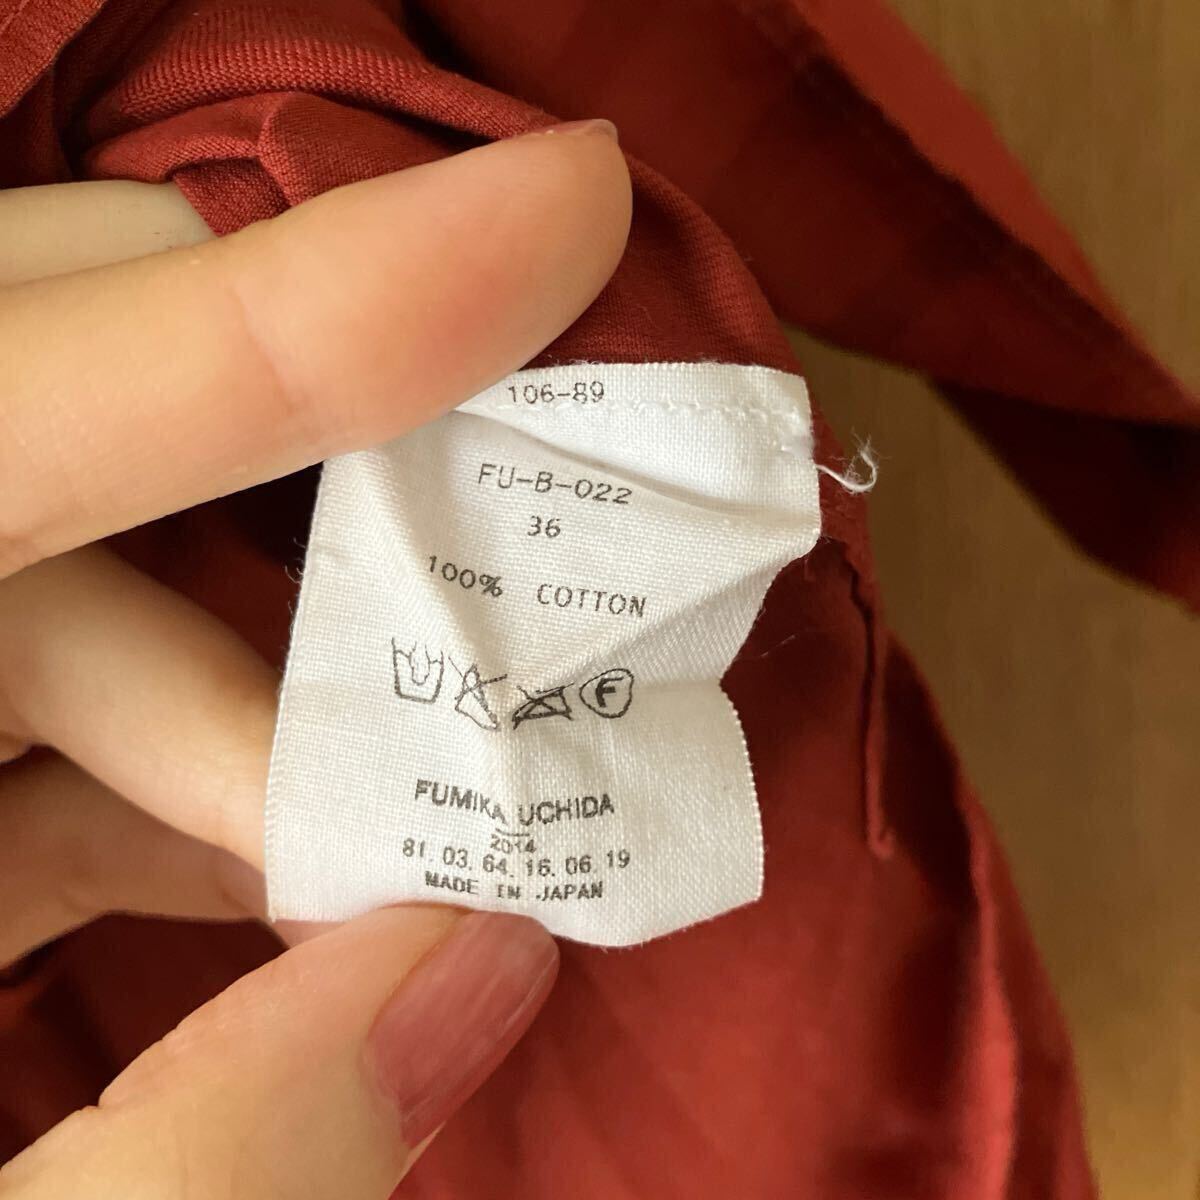 106-89
FU-B-022
36
100% COTTON
F
FUMIKA UCHIDA
2014
81.03.64.16.06.19
MADE IN JAPAN